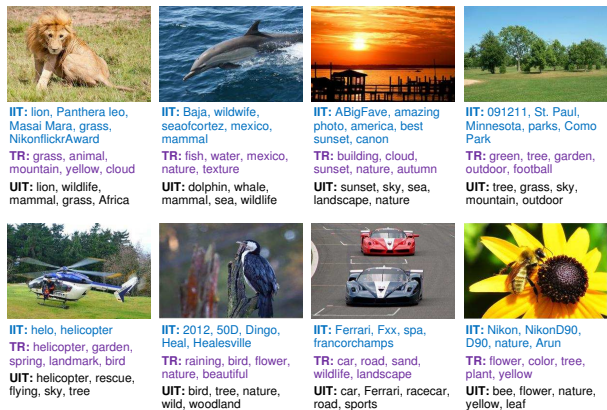 IIT: lion, Panthera leo,
Masai Mara, grass,
NikonflickrAward
TR: grass, animal,
mountain, yellow, cloud
UIT: lion, wildlife,
mammal, grass, Africa
IIT: Baja, wildwife,
seaofcortez, mexico,
mammal
TR: fish, water, mexico,
nature, texture
UIT: dolphin, whale,
mammal, sea, wildlife
IIT: ABigFave, amazing
photo, america, best
sunset, canon
TR: building, cloud,
sunset, nature, autumn
UIT: sunset, sky, sea,
landscape, nature
IIT: 091211, St. Paul,
Minnesota, parks, Como
Park
TR: green, tree, garden,
outdoor, football
UIT: tree, grass, sky,
mountain, outdoor
IIT: helo, helicopter
TR: helicopter, garden,
spring, landmark, bird
UIT: helicopter, rescue,
flying, sky, tree
IIT: 2012, 50D, Dingo,
Heal, Healesville
TR: raining, bird, flower,
nature, beautiful
UIT: bird, tree, nature,
wild, woodland
IIT: Ferrari, Fxx, spa,
francorchamps
TR: car, road, sand,
wildlife, landscape
UIT: car, Ferrari, racecar,
road, sports
IIT: Nikon, NikonD90,
D90, nature, Arun
TR: flower, color, tree,
plant, yellow
UIT: bee, flower, nature,
yellow, leaf